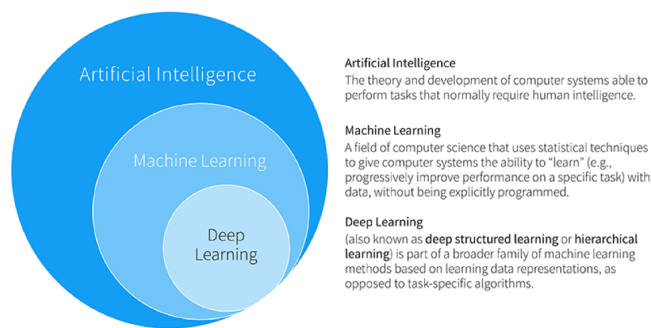 Artificial Intelligence
Machine Learning
Deep
Learning
Artificial Intelligence
The theory and development of computer systems able to
perform tasks that normally require human intelligence.
Machine Learning
A field of computer science that uses statistical techniques
to give computer systems the ability to “learn” (e.g.,
progressively improve performance on a specific task) with
data, without being explicitly programmed.
Deep Learning
(also known as deep structured learning or hierarchical
learning) is part of a broader family of machine learning
methods based on learning data representations, as
opposed to task-specific algorithms.